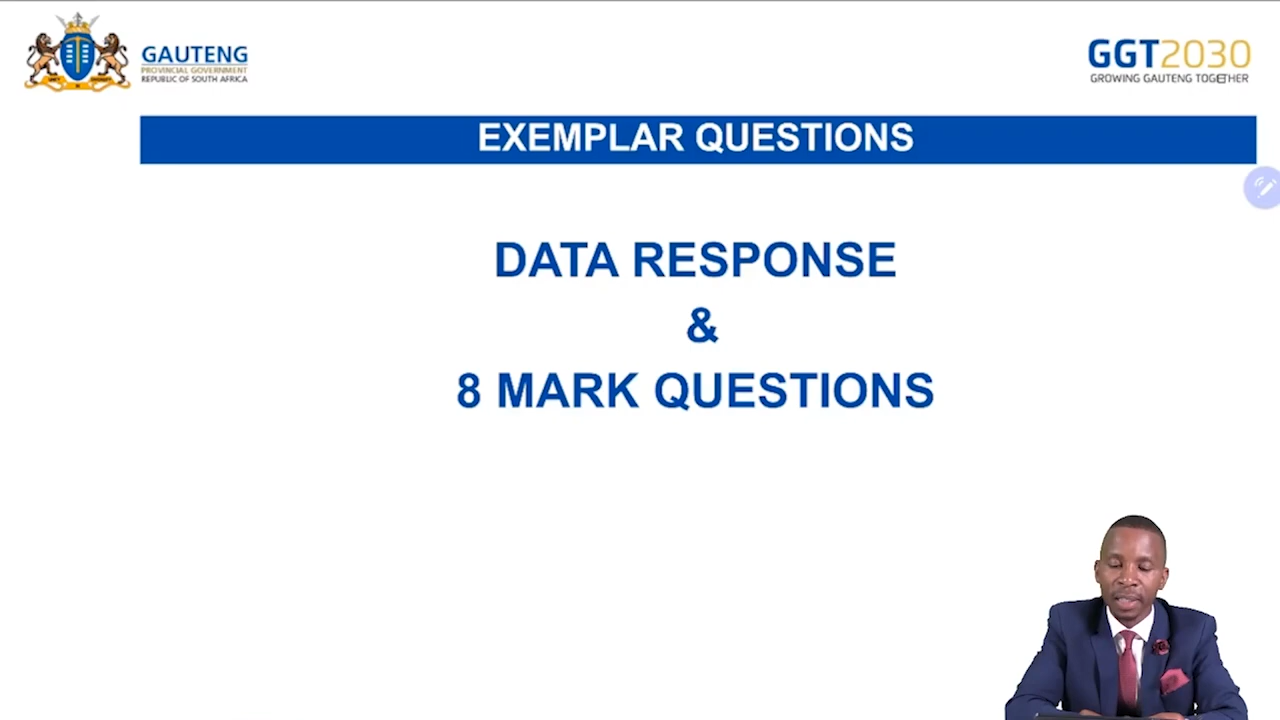 GAUTENG
PROVINCIAL GOVERNMENT
REPUBLIC OF SOUTH AFRICA
GGT2030
GROWING GAUTENG TOGETHER
EXEMPLAR QUESTIONS
DATA RESPONSE
&
8 MARK QUESTIONS